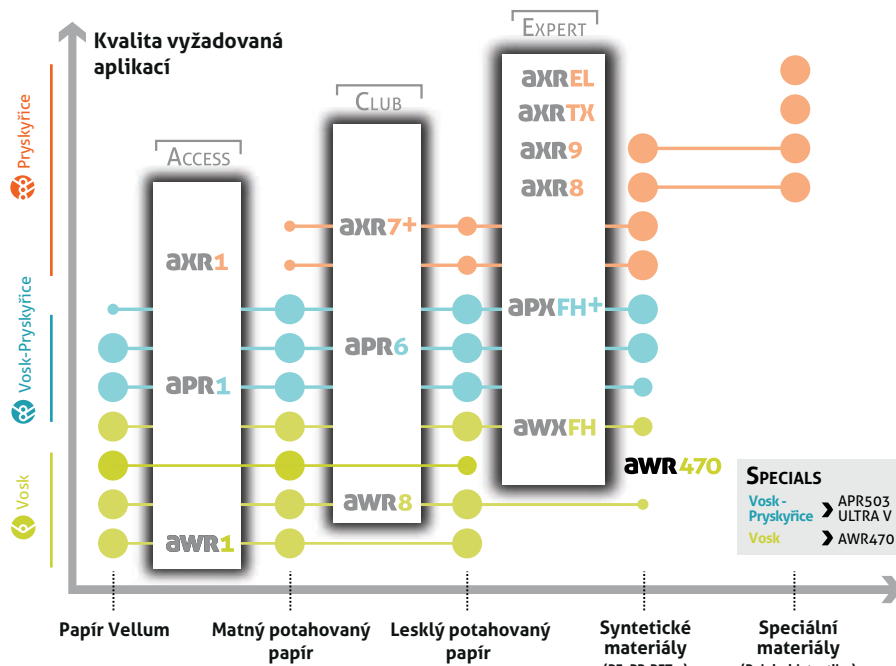 Kvalita vyžadovaná
aplikací
Access
Club
Expert
Pryskyřice
Vosk-Pryskyřice
Vosk
aXREL
aXRTX
aXR9
aXR8
aXR7+
aXR1
aPXFH+
aPR6
aPR1
aWXFH
aWR470
aWR8
aWR1
Specials
Vosk -
Pryskyřice
APR503
ULTRA V
Vosk
AWR470
Papír Vellum
Matný potahovaný
papír
Lesklý potahovaný
papír
Syntetické
materiály
Speciální
materiály